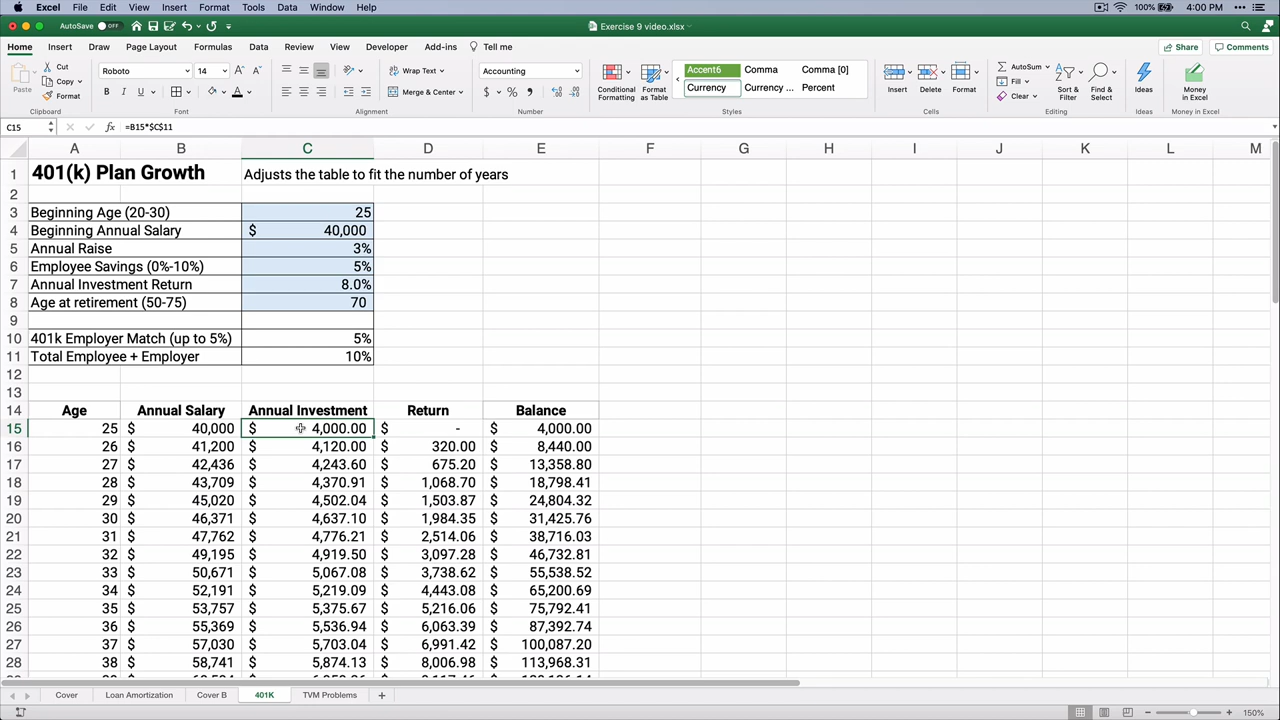 Excel File Edit View Insert Format Tools Data Window Help 100% 4:00 PM
AutoSave OFF Exercise 9 video.xlsx
Home Insert Draw Page Layout Formulas Data Review View Developer Add-ins Tell me Share Comments
Paste Cut Copy Format Roboto 14 Wrap Merge & Center Accounting Conditional Formatting Format as Table Accent6 Comma Comma [0] Currency Currency ... Percent Insert Delete Format AutoSum Fill Clear Sort & Filter Find & Select Ideas Money in Excel
Clipboard Font Alignment Number Styles Cells Editing Ideas Money in Excel
C15 fx =B15*$C$11
A B C D E F G H I J K L M
1 401(k) Plan Growth Adjusts the table to fit the number of years
2
3 Beginning Age (20-30) 25
4 Beginning Annual Salary $ 40,000
5 Annual Raise 3%
6 Employee Savings (0%-10%) 5%
7 Annual Investment Return 8.0%
8 Age at retirement (50-75) 70
9
10 401k Employer Match (up to 5%) 5%
11 Total Employee + Employer 10%
12
13
14 Age Annual Salary Annual Investment Return Balance
15 25 $ 40,000 $ 4,000.00 $ - $ 4,000.00
16 26 $ 41,200 $ 4,120.00 $ 320.00 $ 8,440.00
17 27 $ 42,436 $ 4,243.60 $ 675.20 $ 13,358.80
18 28 $ 43,709 $ 4,370.91 $ 1,068.70 $ 18,798.41
19 29 $ 45,020 $ 4,502.04 $ 1,503.87 $ 24,804.32
20 30 $ 46,371 $ 4,637.10 $ 1,984.35 $ 31,425.76
21 31 $ 47,762 $ 4,776.21 $ 2,514.06 $ 38,716.03
22 32 $ 49,195 $ 4,919.50 $ 3,097.28 $ 46,732.81
23 33 $ 50,671 $ 5,067.08 $ 3,738.62 $ 55,538.52
24 34 $ 52,191 $ 5,219.09 $ 4,443.08 $ 65,200.69
25 35 $ 53,757 $ 5,375.67 $ 5,216.06 $ 75,792.41
26 36 $ 55,369 $ 5,536.94 $ 6,063.39 $ 87,392.74
27 37 $ 57,030 $ 5,703.04 $ 6,991.42 $ 100,087.20
28 38 $ 58,741 $ 5,874.13 $ 8,006.98 $ 113,968.31
Cover Loan Amortization Cover B 401K TVM Problems +
150%